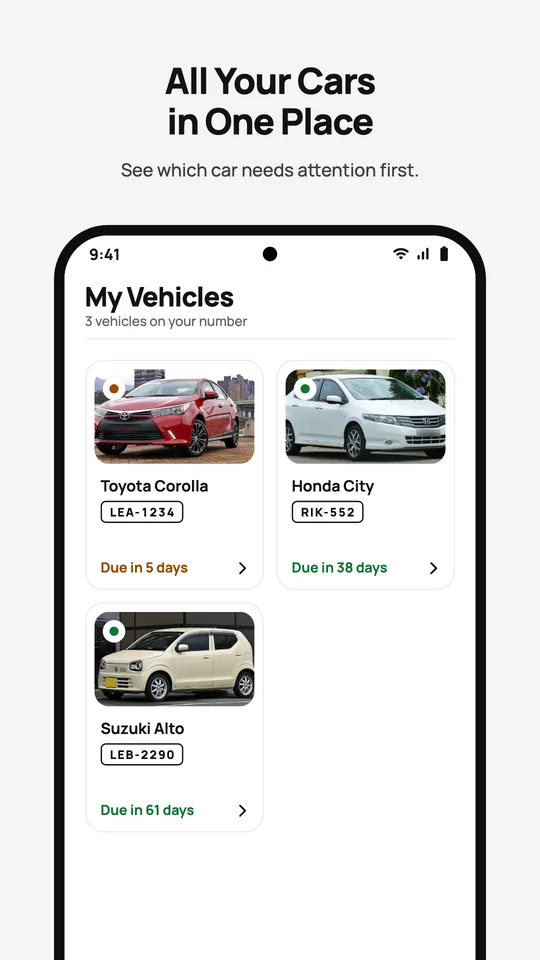 All Your Cars
in One Place
See which car needs attention first.
9:41
My Vehicles
3 vehicles on your number
Toyota Corolla
LEA-1234
Due in 5 days
Honda City
RIK-552
Due in 38 days
Suzuki Alto
LEB-2290
Due in 61 days